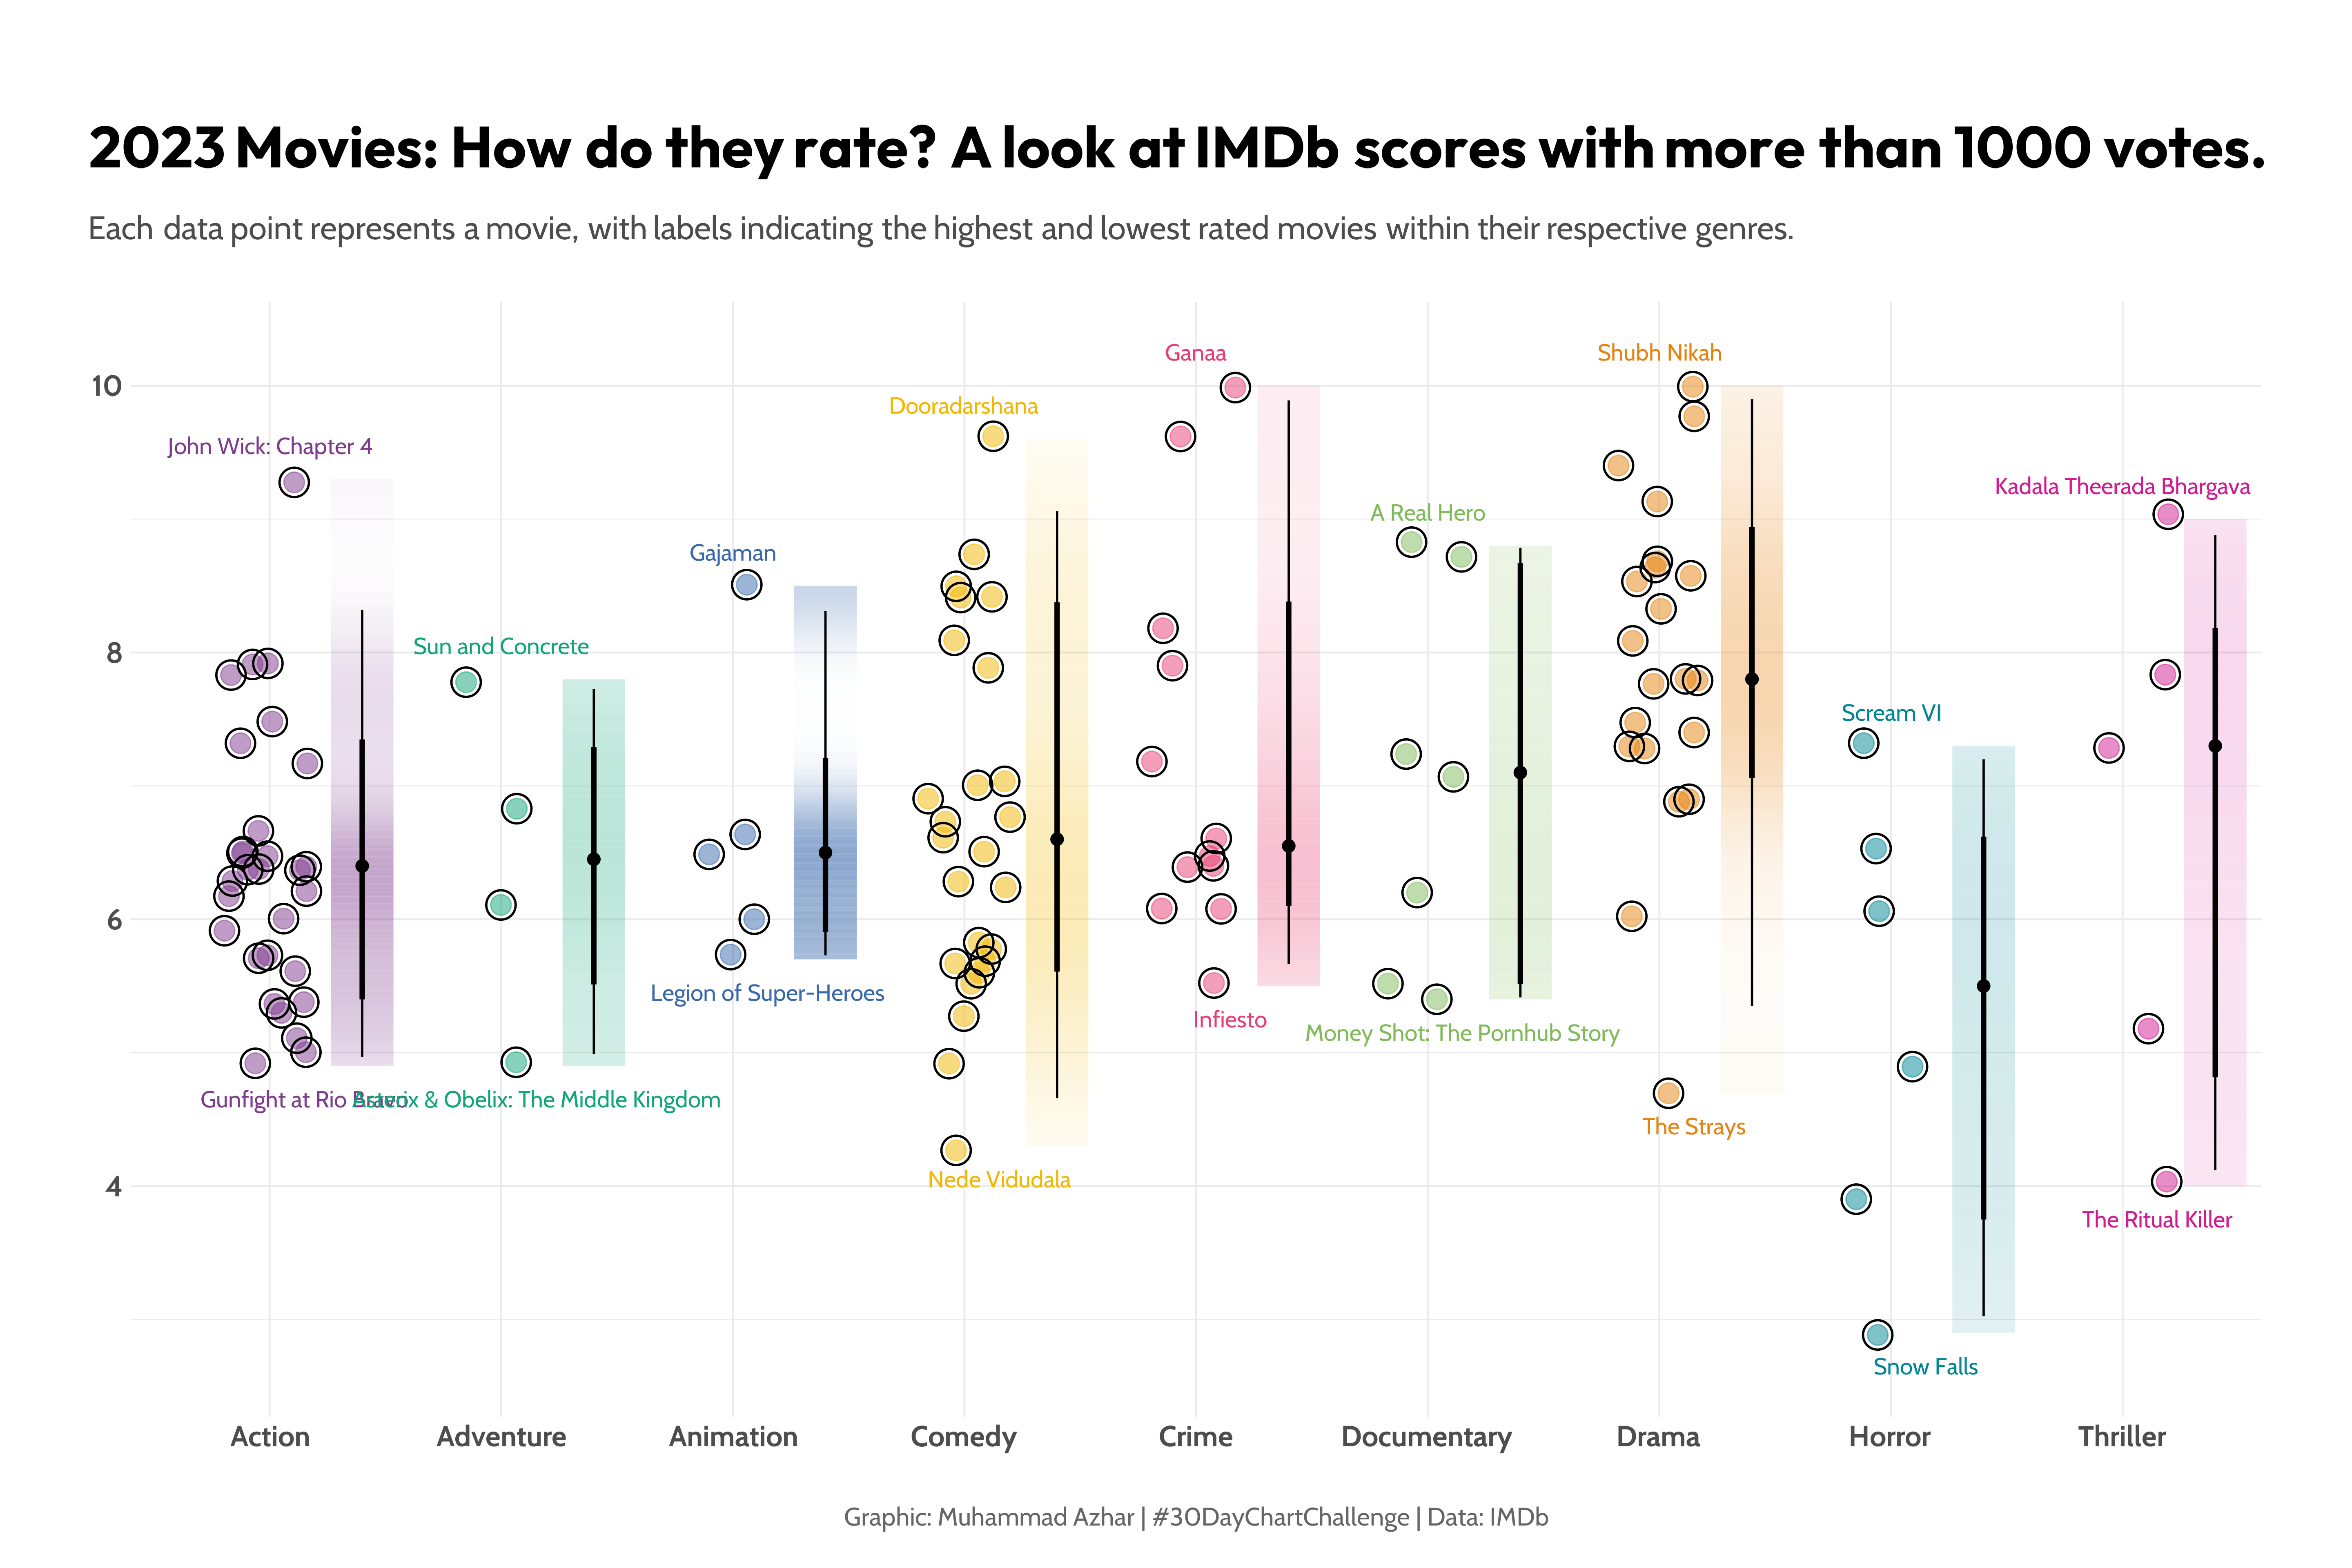 2023 Movies: How do they rate? A look at IMDb scores with more than 1000 votes.
Each data point represents a movie, with labels indicating the highest and lowest rated movies within their respective genres.
Ganaa
Shubh Nikah
10
Dooradarshana
John Wick: Chapter 4
Kadala Theerada Bhargava
A Real Hero
Gajaman
8
Sun and Concrete
Scream VI
6
Legion of Super-Heroes
Infiesto
Money Shot: The Pornhub Story
Gunfight at Rio Bravo
Asterix & Obelix: The Middle Kingdom
The Strays
Nede Vidudala
4
The Ritual Killer
Snow Falls
Action Adventure Animation Comedy Crime Documentary Drama Horror Thriller
Graphic: Muhammad Azhar | #30DayChartChallenge | Data: IMDb